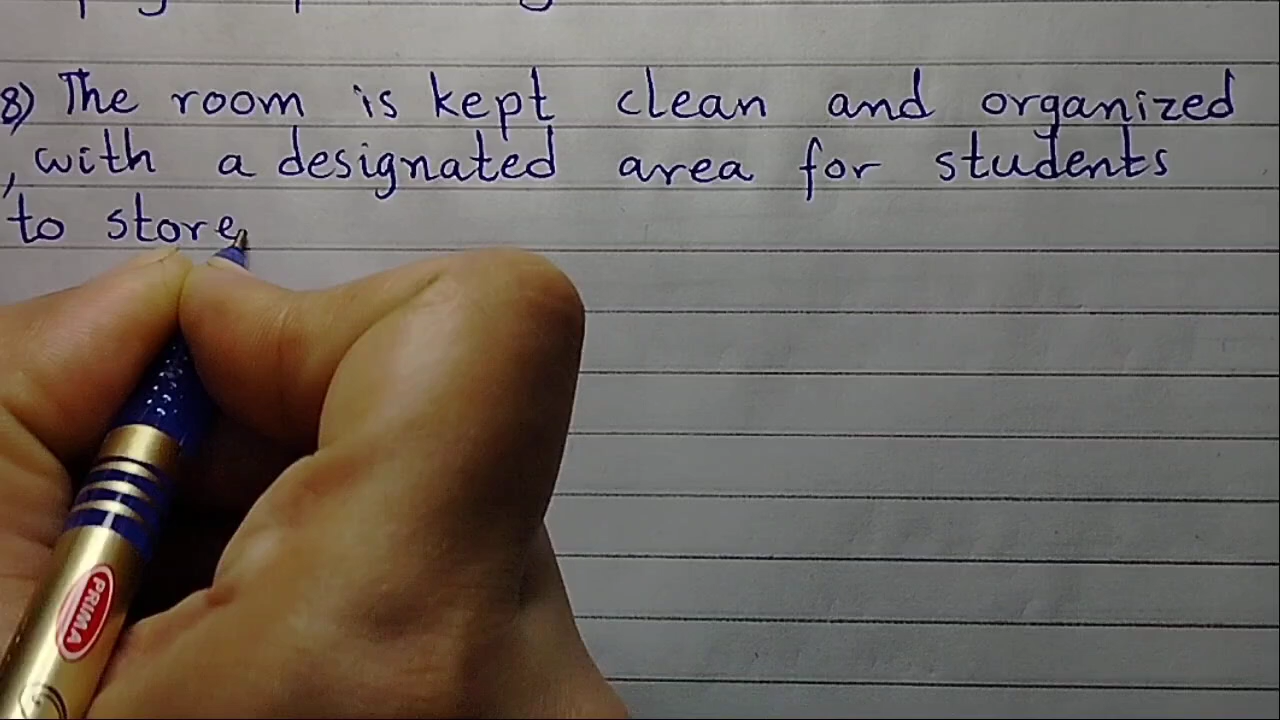 8) The room is kept clean and organized
, with a designated area for students
to store
PRIMA